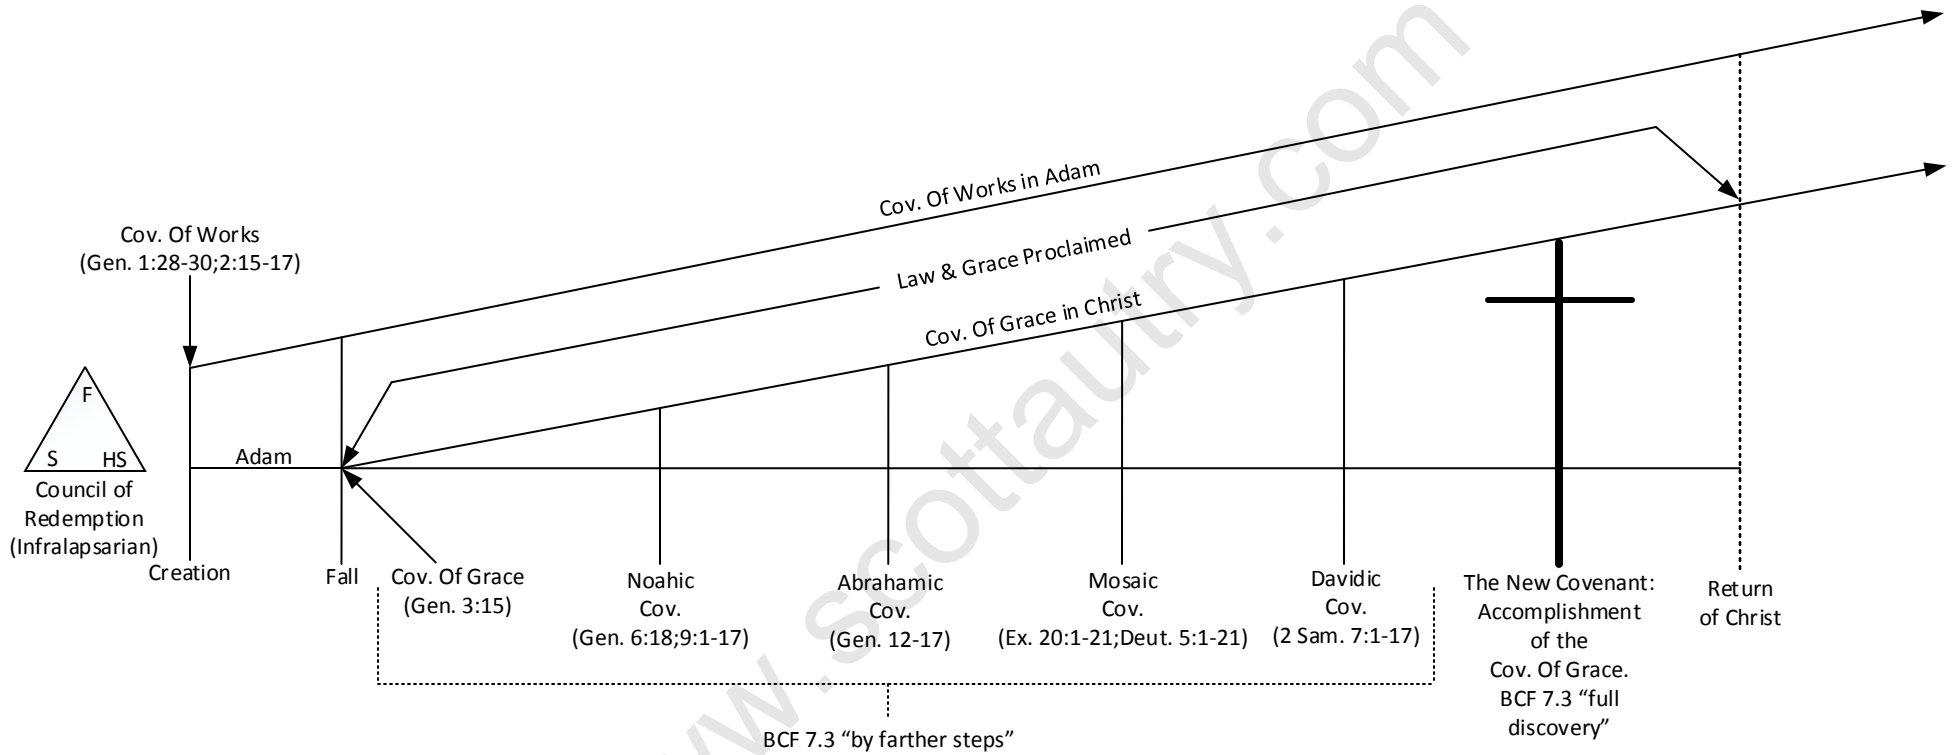 Cov. Of Works in Adam
Cov. Of Works
(Gen. 1:28-30;2:15-17)
Law & Grace Proclaimed
Cov. Of Grace in Christ
F
S HS
Adam
Council of
Redemption
(Infralapsarian)
Creation
Fall
Cov. Of Grace
(Gen. 3:15)
Noahic
Cov.
(Gen. 6:18;9:1-17)
Abrahamic
Cov.
(Gen. 12-17)
Mosaic
Cov.
(Ex. 20:1-21;Deut. 5:1-21)
Davidic
Cov.
(2 Sam. 7:1-17)
The New Covenant:
Accomplishment
of the
Cov. Of Grace.
BCF 7.3 “full
discovery”
Return
of Christ
BCF 7.3 “by farther steps”
w.scottautry.com